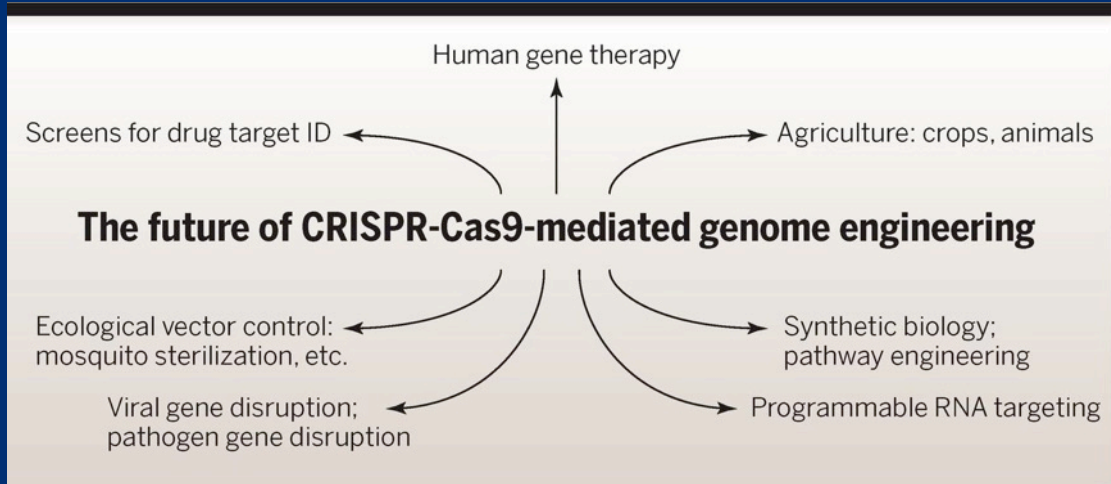 Human gene therapy
Screens for drug target ID
Agriculture: crops, animals
The future of CRISPR-Cas9-mediated genome engineering
Ecological vector control:
mosquito sterilization, etc.
Synthetic biology;
pathway engineering
Viral gene disruption;
pathogen gene disruption
Programmable RNA targeting